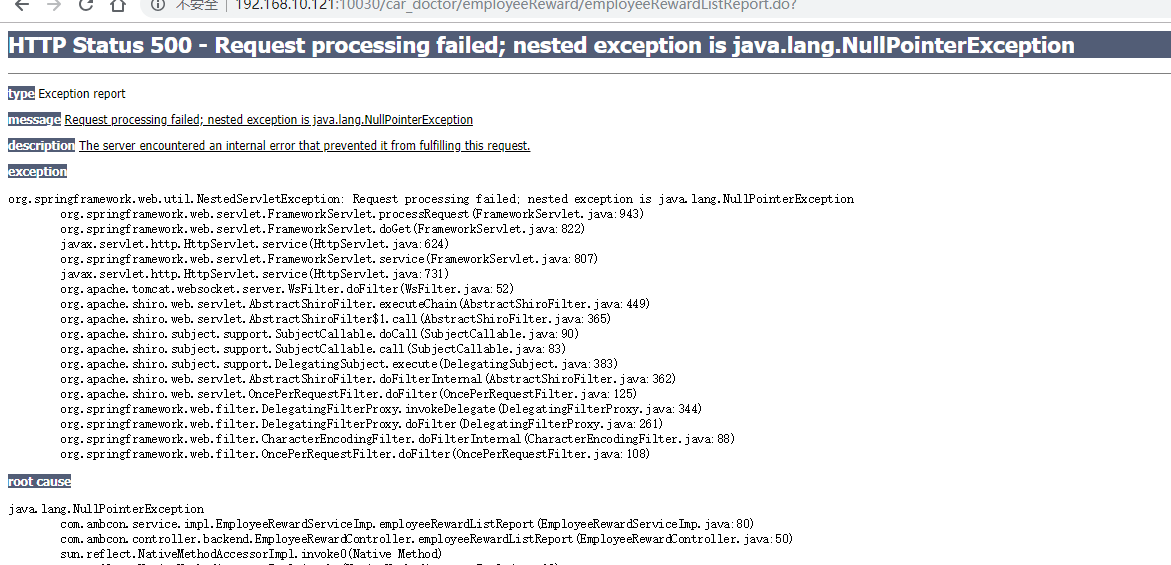 不安全 | 192.168.10.121:10030/car_doctor/employeeReward/employeeRewardListReport.do?
HTTP Status 500 - Request processing failed; nested exception is java.lang.NullPointerException
type Exception report
message Request processing failed; nested exception is java.lang.NullPointerException
description The server encountered an internal error that prevented it from fulfilling this request.
exception
org.springframework.web.util.NestedServletException: Request processing failed; nested exception is java.lang.NullPointerException
org.springframework.web.servlet.FrameworkServlet.processRequest(FrameworkServlet.java:943)
org.springframework.web.servlet.FrameworkServlet.doGet(FrameworkServlet.java:822)
javax.servlet.http.HttpServlet.service(HttpServlet.java:624)
org.springframework.web.servlet.FrameworkServlet.service(FrameworkServlet.java:807)
javax.servlet.http.HttpServlet.service(HttpServlet.java:731)
org.apache.tomcat.websocket.server.WsFilter.doFilter(WsFilter.java:52)
org.apache.shiro.web.servlet.AbstractShiroFilter.executeChain(AbstractShiroFilter.java:449)
org.apache.shiro.web.servlet.AbstractShiroFilter$1.call(AbstractShiroFilter.java:365)
org.apache.shiro.subject.support.SubjectCallable.doCall(SubjectCallable.java:90)
org.apache.shiro.subject.support.SubjectCallable.call(SubjectCallable.java:83)
org.apache.shiro.subject.support.DelegatingSubject.execute(DelegatingSubject.java:383)
org.apache.shiro.web.servlet.AbstractShiroFilter.doFilterInternal(AbstractShiroFilter.java:362)
org.apache.shiro.web.servlet.OncePerRequestFilter.doFilter(OncePerRequestFilter.java:125)
org.springframework.web.filter.DelegatingFilterProxy.invokeDelegate(DelegatingFilterProxy.java:344)
org.springframework.web.filter.DelegatingFilterProxy.doFilter(DelegatingFilterProxy.java:261)
org.springframework.web.filter.CharacterEncodingFilter.doFilterInternal(CharacterEncodingFilter.java:88)
org.springframework.web.filter.OncePerRequestFilter.doFilter(OncePerRequestFilter.java:108)
root cause
java.lang.NullPointerException
com.ambcon.service.impl.EmployeeRewardServiceImp.employeeRewardListReport(EmployeeRewardServiceImp.java:80)
com.ambcon.controller.backend.EmployeeRewardController.employeeRewardListReport(EmployeeRewardController.java:50)
sun.reflect.NativeMethodAccessorImpl.invoke0(Native Method)